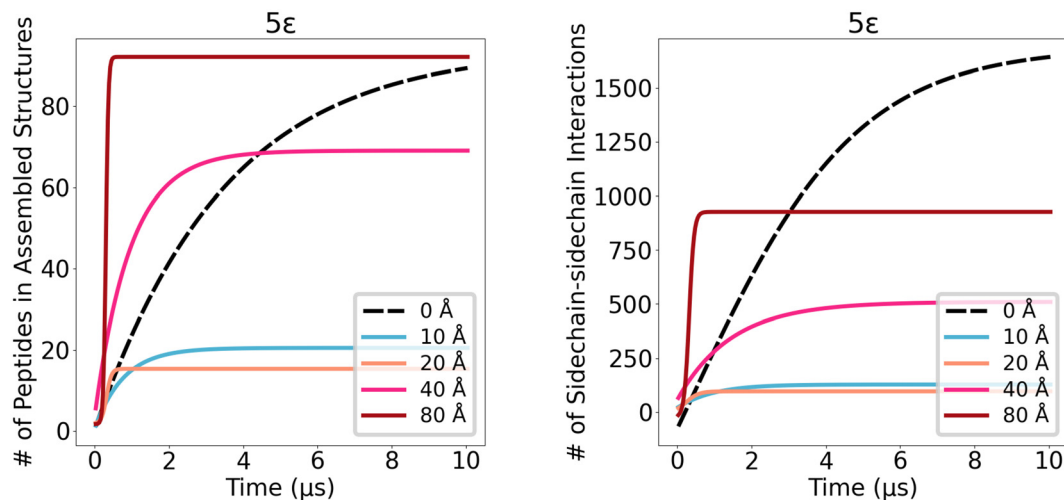 5ε
# of Peptides in Assembled Structures
80
60
40
20
0
0 2 4 6 8 10
Time (μs)
0 Å
10 Å
20 Å
40 Å
80 Å
5ε
# of Sidechain-sidechain Interactions
1500
1250
1000
750
500
250
0
0 2 4 6 8 10
Time (μs)
0 Å
10 Å
20 Å
40 Å
80 Å